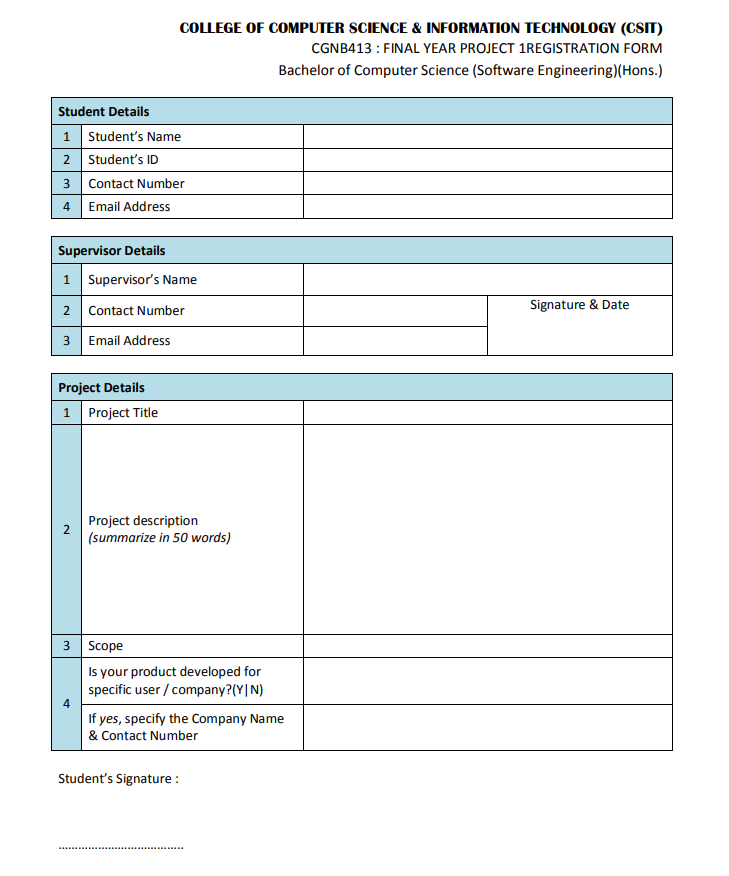 COLLEGE OF COMPUTER SCIENCE & INFORMATION TECHNOLOGY (CSIT)
CGNB413 : FINAL YEAR PROJECT 1REGISTRATION FORM
Bachelor of Computer Science (Software Engineering)(Hons.)
Student Details
1 Student's Name
2 Student's ID
3 Contact Number
4 Email Address
Supervisor Details
1 Supervisor's Name
2 Contact Number
Signature & Date
3 Email Address
Project Details
1 Project Title
2 Project description
(summarize in 50 words)
3 Scope
4 Is your product developed for
specific user / company?(Y|N)
If yes, specify the Company Name
& Contact Number
Student's Signature :
......................................